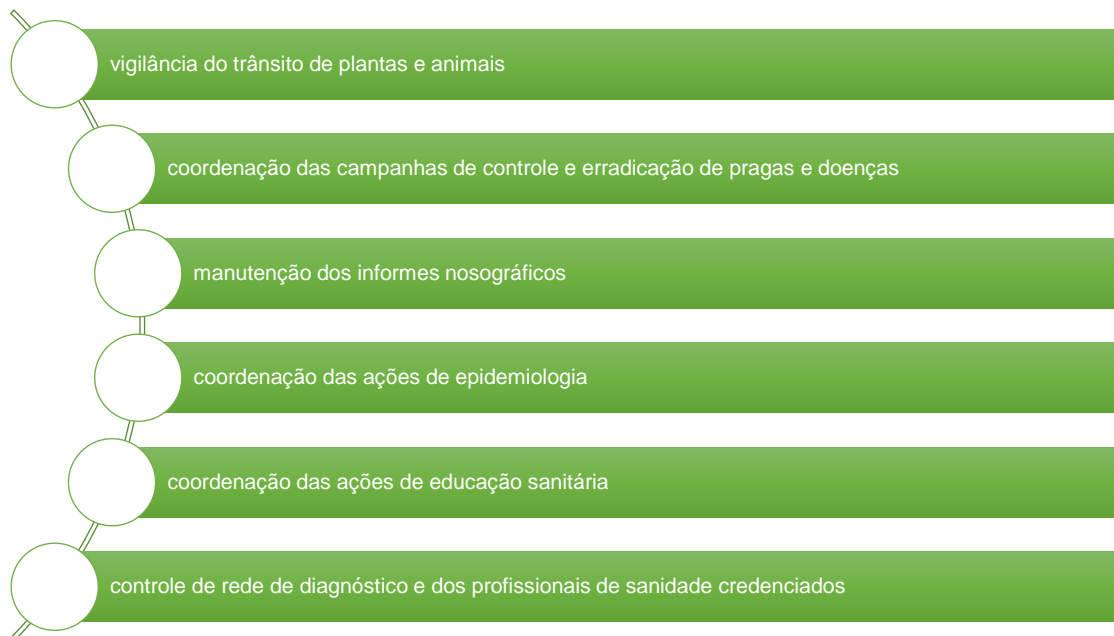 vigilância do trânsito de plantas e animais
coordenação das campanhas de controle e erradicação de pragas e doenças
manutenção dos informes nosográficos
coordenação das ações de epidemiologia
coordenação das ações de educação sanitária
controle de rede de diagnóstico e dos profissionais de sanidade credenciados